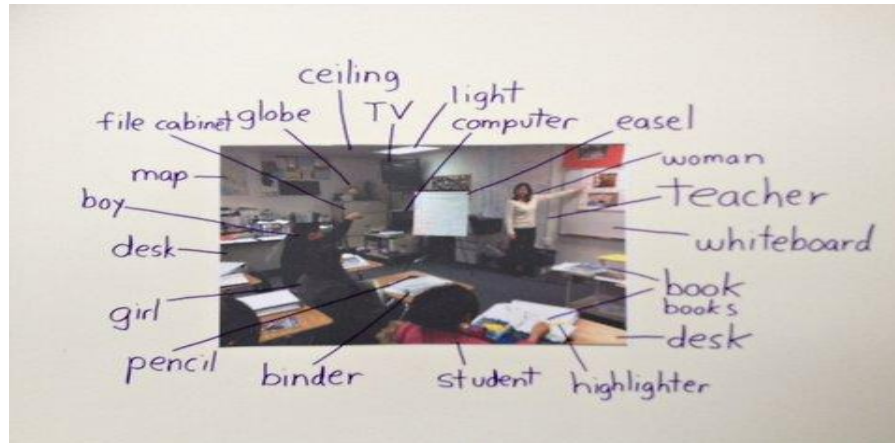 ceiling
file cabinet globe TV light
computer easel
map woman
boy teacher
desk whiteboard
girl book
books
pencil binder student highlighter desk